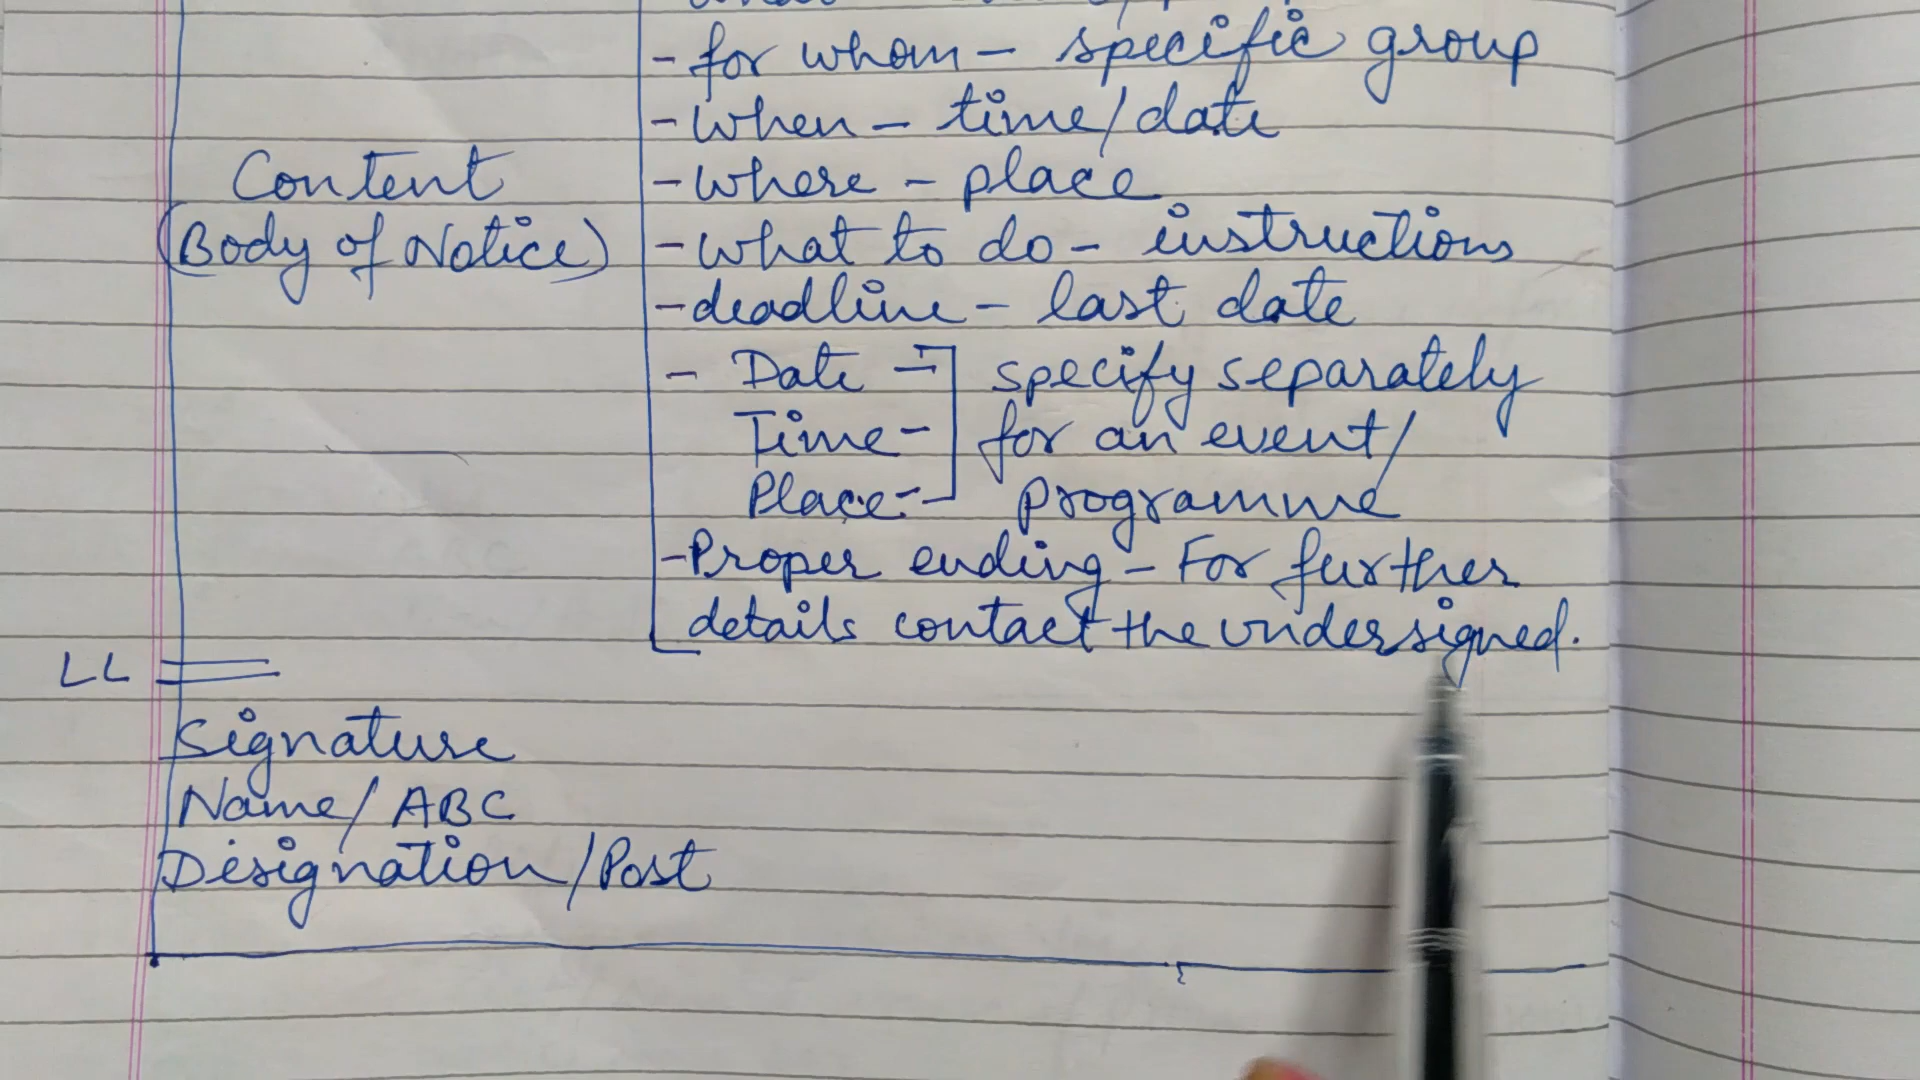 - for whom - specific group
- when - time/date
Content
- where - place
(Body of Notice)
- what to do - instructions
- deadline - last date
- Date - specify separately
Time - for an event/
Place - programme
- Proper ending - For further
details contact the undersigned.
LL
Signature
Name/ ABC
Designation/Post